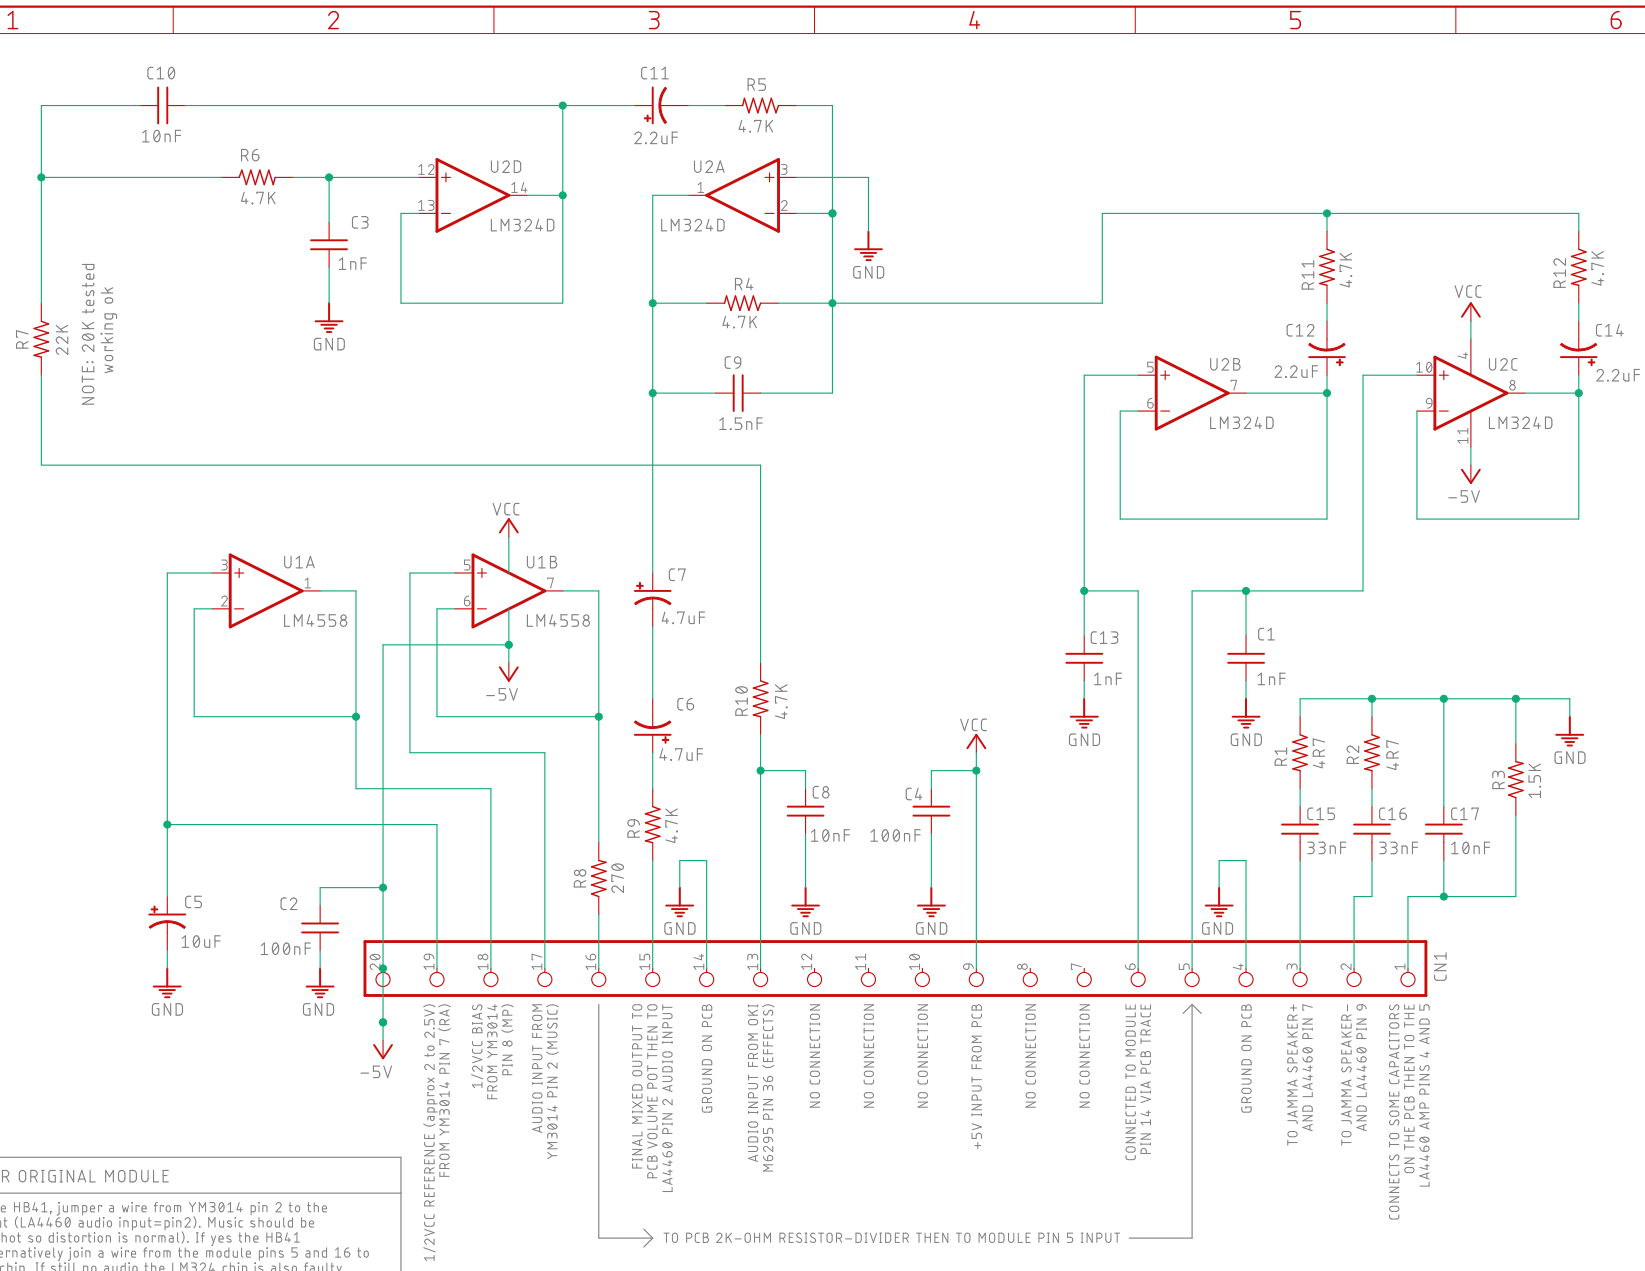 1 2 3 4 5 6
C10
10nF
C11
2.2uF
R5
4.7K
R6
4.7K
12
13
14
U2D
LM324D
U2A
LM324D
1
3
2
C3
1nF
GND
GND
R7
22K
NOTE: 20K tested
working ok
R4
4.7K
C9
1.5nF
R11
4.7K
R12
4.7K
C12
2.2uF
C14
2.2uF
VCC
4
5
6
7
U2B
LM324D
10
9
8
11
U2C
LM324D
-5V
VCC
3
2
1
U1A
LM4558
5
6
7
U1B
LM4558
-5V
C7
4.7uF
C6
4.7uF
R10
4.7K
C13
1nF
GND
C1
1nF
GND
VCC
R1
4R7
R2
4R7
R3
1.5K
GND
C8
10nF
GND
C4
100nF
GND
R9
4.7K
R8
270
GND
C15
33nF
C16
33nF
C17
10nF
GND
C5
10uF
GND
C2
100nF
GND
20 19 18 17 16 15 14 13 12 11 10 9 8 7 6 5 4 3 2 1
CN1
-5V
1/2VCC REFERENCE (approx 2 to 2.5V)
FROM YM3014 PIN 7 (RA)
1/2VCC BIAS
FROM YM3014
PIN 8 (MP)
AUDIO INPUT FROM
YM3014 PIN 2 (MUSIC)
FINAL MIXED OUTPUT TO
PCB VOLUME POT THEN TO
LA4460 PIN 2 AUDIO INPUT
GROUND ON PCB
AUDIO INPUT FROM OKI
M6295 PIN 36 (EFFECTS)
NO CONNECTION
NO CONNECTION
NO CONNECTION
+5V INPUT FROM PCB
NO CONNECTION
NO CONNECTION
CONNECTED TO MODULE
PIN 14 VIA PCB TRACE
GROUND ON PCB
TO JAMMA SPEAKER+
AND LA4460 PIN 7
TO JAMMA SPEAKER-
AND LA4460 PIN 9
CONNECTS TO SOME CAPACITORS
ON THE PCB THEN TO THE
LA4460 AMP PINS 4 AND 5
TO PCB 2K-OHM RESISTOR-DIVIDER THEN TO MODULE PIN 5 INPUT
R ORIGINAL MODULE
e HB41, jumper a wire from YM3014 pin 2 to the
t (LA4460 audio input=pin2). Music should be
hot so distortion is normal). If yes the HB41
ernatively join a wire from the module pins 5 and 16 to
chip. If still no audio the LM324 chip is also faulty